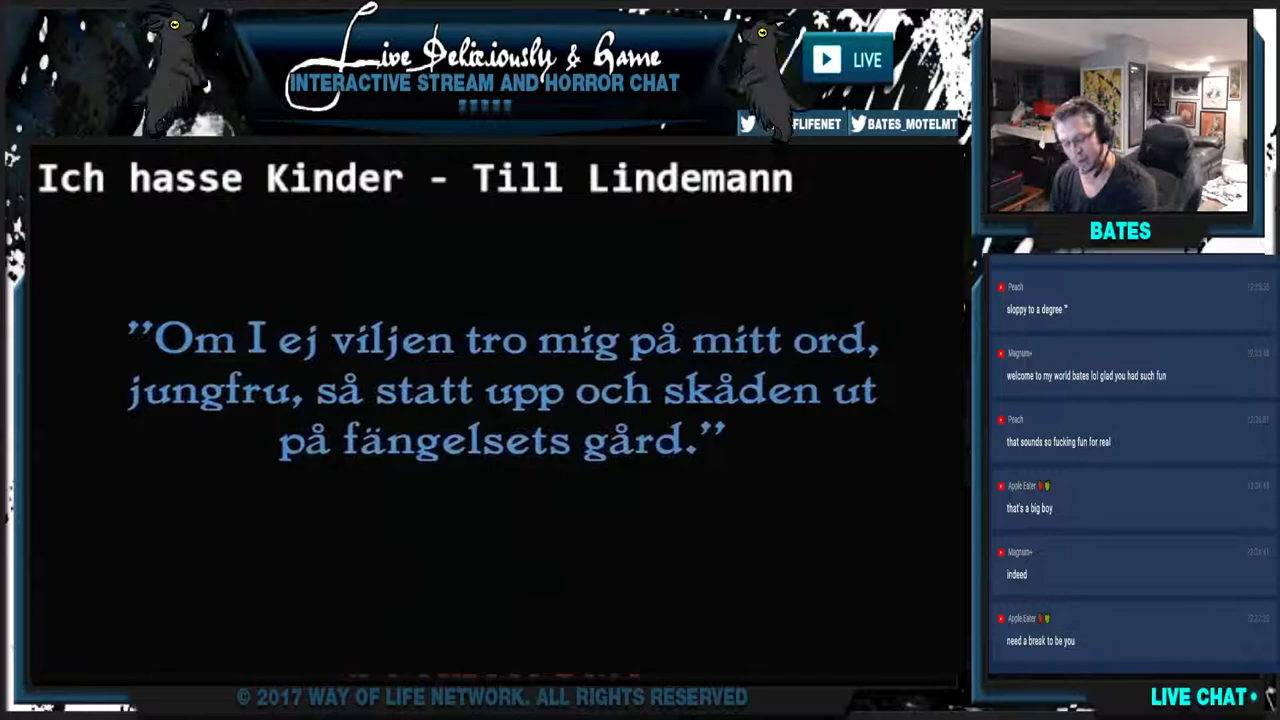 Live Deliciously & Game
INTERACTIVE STREAM AND HORROR CHAT
LIVE
FLIFENET
BATES_MOTELMT
Ich hasse Kinder - Till Lindemann
”Om I ej viljen tro mig på mitt ord,
jungfru, så statt upp och skåden ut
på fängelsets gård.”
BATES
Peach
sloppy to a degree "
Magnum+
welcome to my world bates lol glad you had such fun
Peach
that sounds so fucking fun for real
Apple Eater
that's a big boy
Magnum+
indeed
Apple Eater
need a break to be you
© 2017 WAY OF LIFE NETWORK. ALL RIGHTS RESERVED
LIVE CHAT